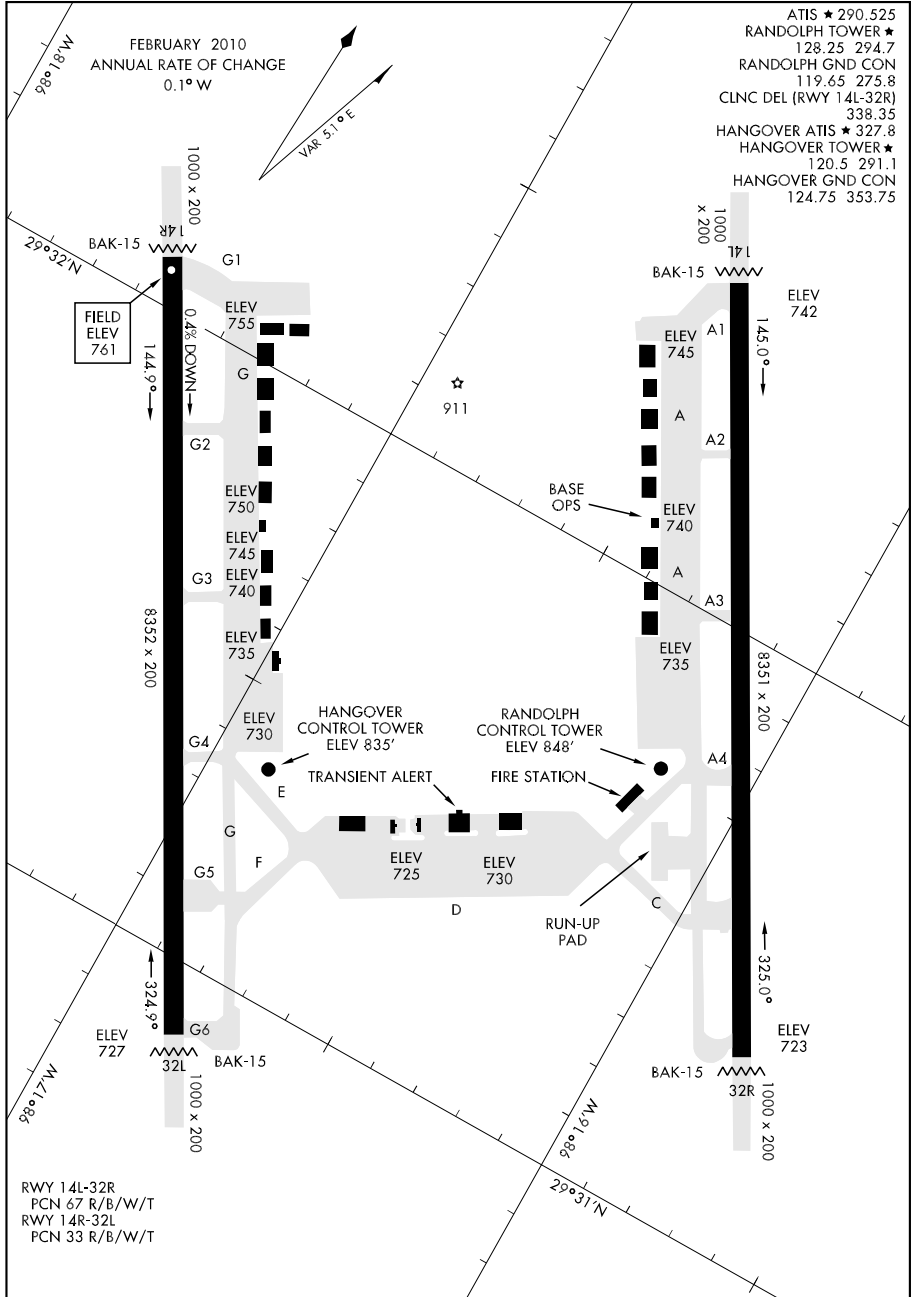 ATIS ★ 290.525
RANDOLPH TOWER ★
128.25 294.7
RANDOLPH GND CON
119.65 275.8
CLNC DEL (RWY 14L-32R)
338.35
HANGOVER ATIS ★ 327.8
HANGOVER TOWER ★
120.5 291.1
HANGOVER GND CON
124.75 353.75
FEBRUARY 2010
ANNUAL RATE OF CHANGE
0.1° W
VAR 5.1° E
98°18'W
29°32'N
1000 x 200
14R
BAK-15
G1
FIELD
ELEV
761
ELEV
755
0.4% DOWN
144.9°
G
G2
ELEV
750
ELEV
745
G3
ELEV
740
8352 x 200
ELEV
735
ELEV
730
G4
911
1000
x 200
14L
BAK-15
ELEV
742
A1
ELEV
745
145.0°
A
A2
BASE
OPS
ELEV
740
A
A3
ELEV
735
8351 x 200
HANGOVER
CONTROL TOWER
ELEV 835'
RANDOLPH
CONTROL TOWER
ELEV 848'
TRANSIENT ALERT
FIRE STATION
A4
E
G
F
G5
ELEV
725
ELEV
730
D
C
RUN-UP
PAD
324.9°
325.0°
ELEV
727
G6
32L
BAK-15
1000 x 200
ELEV
723
BAK-15
32R
1000 x 200
98°17'W
98°16'W
29°31'N
RWY 14L-32R
PCN 67 R/B/W/T
RWY 14R-32L
PCN 33 R/B/W/T